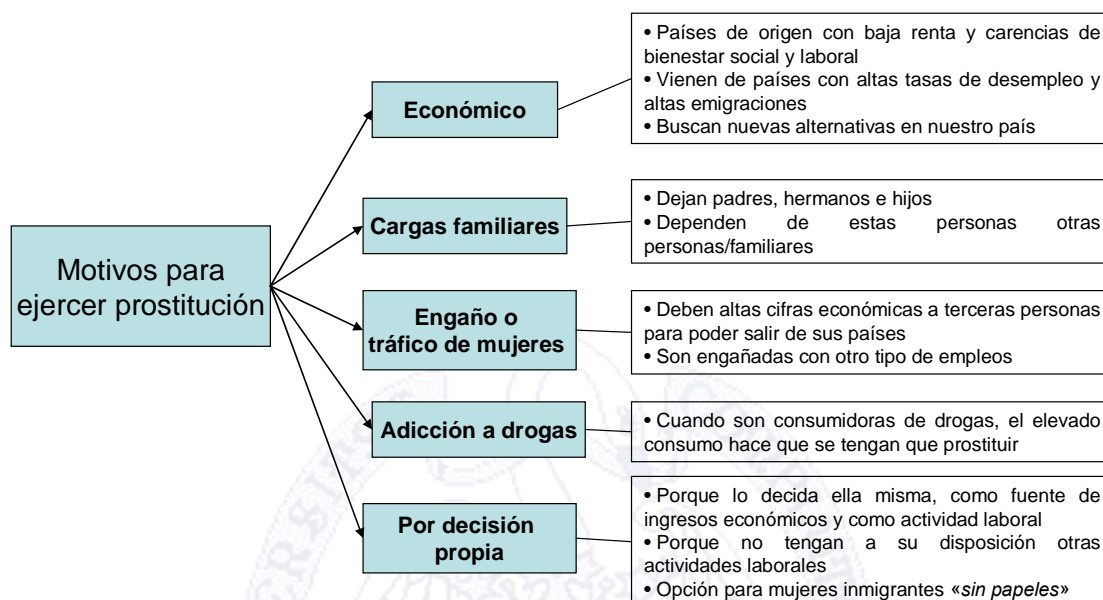 Motivos para
ejercer prostitución
Económico
• Países de origen con baja renta y carencias de
bienestar social y laboral
• Vienen de países con altas tasas de desempleo y
altas emigraciones
• Buscan nuevas alternativas en nuestro país
Cargas familiares
• Dejan padres, hermanos e hijos
• Dependen de estas personas otras
personas/familiares
Engaño o
tráfico de mujeres
• Deben altas cifras económicas a terceras personas
para poder salir de sus países
• Son engañadas con otro tipo de empleos
Adicción a drogas
• Cuando son consumidoras de drogas, el elevado
consumo hace que se tengan que prostituir
Por decisión
propia
• Porque lo decida ella misma, como fuente de
ingresos económicos y como actividad laboral
• Porque no tengan a su disposición otras
actividades laborales
• Opción para mujeres inmigrantes «sin papeles»